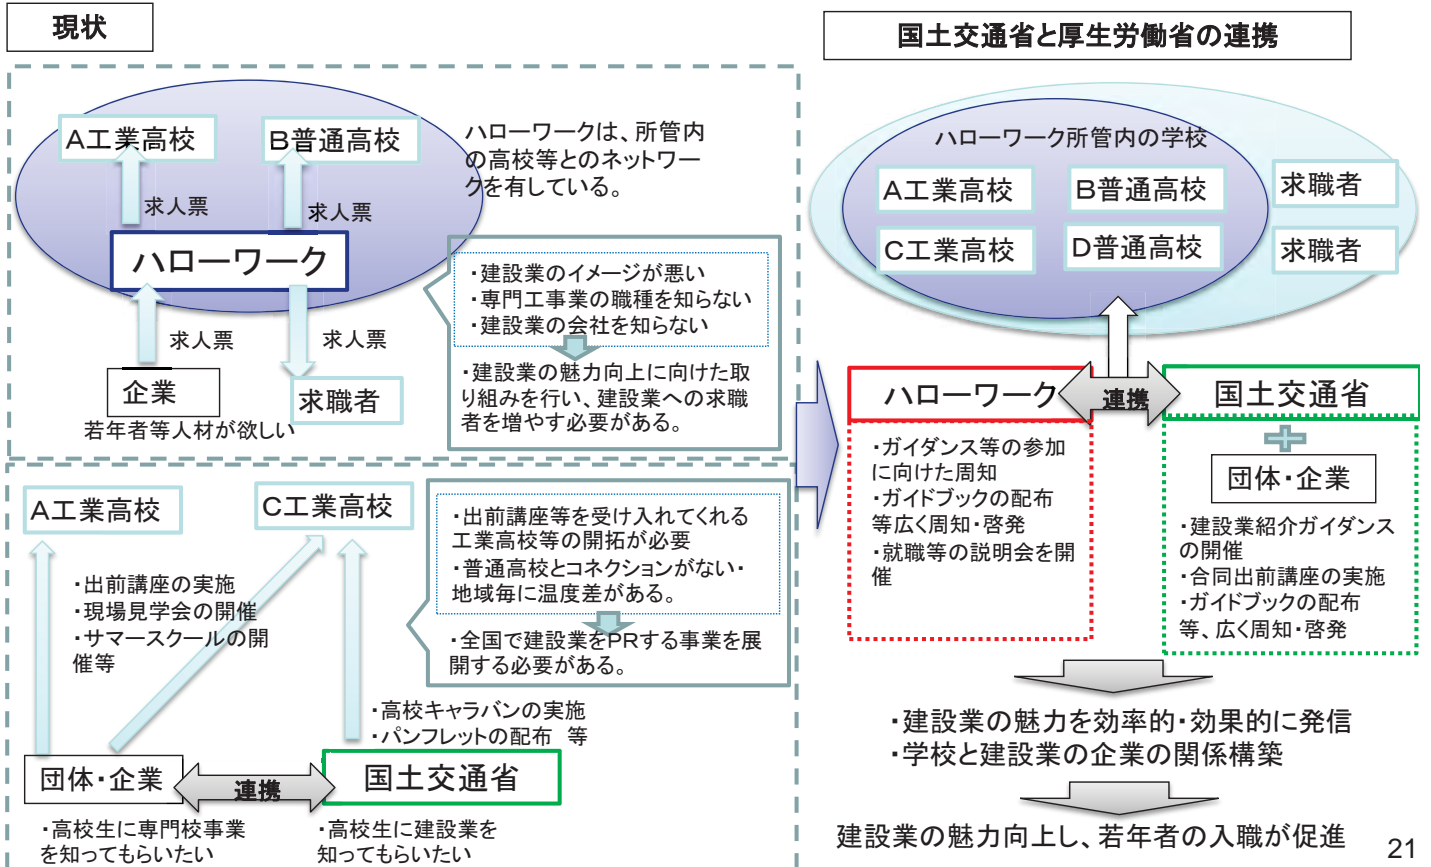 現状
A工業高校
B普通高校
ハローワークは、所管内
の高校等とのネットワー
クを有している。
求人票
求人票
ハローワーク
求人票
求人票
企業
若年者等人材が欲しい
求職者
・建設業のイメージが悪い
・専門工事業の職種を知らない
・建設業の会社を知らない
・建設業の魅力向上に向けた取
り組みを行い、建設業への求職
者を増やす必要がある。
A工業高校
C工業高校
・出前講座の実施
・現場見学会の開催
・サマースクールの開
催等
・出前講座等を受け入れてくれる
工業高校等の開拓が必要
・普通高校とコネクションがない・
地域毎に温度差がある。
・全国で建設業をPRする事業を展
開する必要がある。
・高校キャラバンの実施
・パンフレットの配布 等
団体・企業
連携
国土交通省
・高校生に専門校事業
を知ってもらいたい
・高校生に建設業を
知ってもらいたい
国土交通省と厚生労働省の連携
ハローワーク所管内の学校
A工業高校
B普通高校
求職者
C工業高校
D普通高校
求職者
ハローワーク
連携
国土交通省
・ガイダンス等の参加
に向けた周知
・ガイドブックの配布
等広く周知・啓発
・就職等の説明会を開
催
団体・企業
・建設業紹介ガイダンス
の開催
・合同出前講座の実施
・ガイドブックの配布
等、広く周知・啓発
・建設業の魅力を効率的・効果的に発信
・学校と建設業の企業の関係構築
建設業の魅力向上し、若年者の入職が促進
21